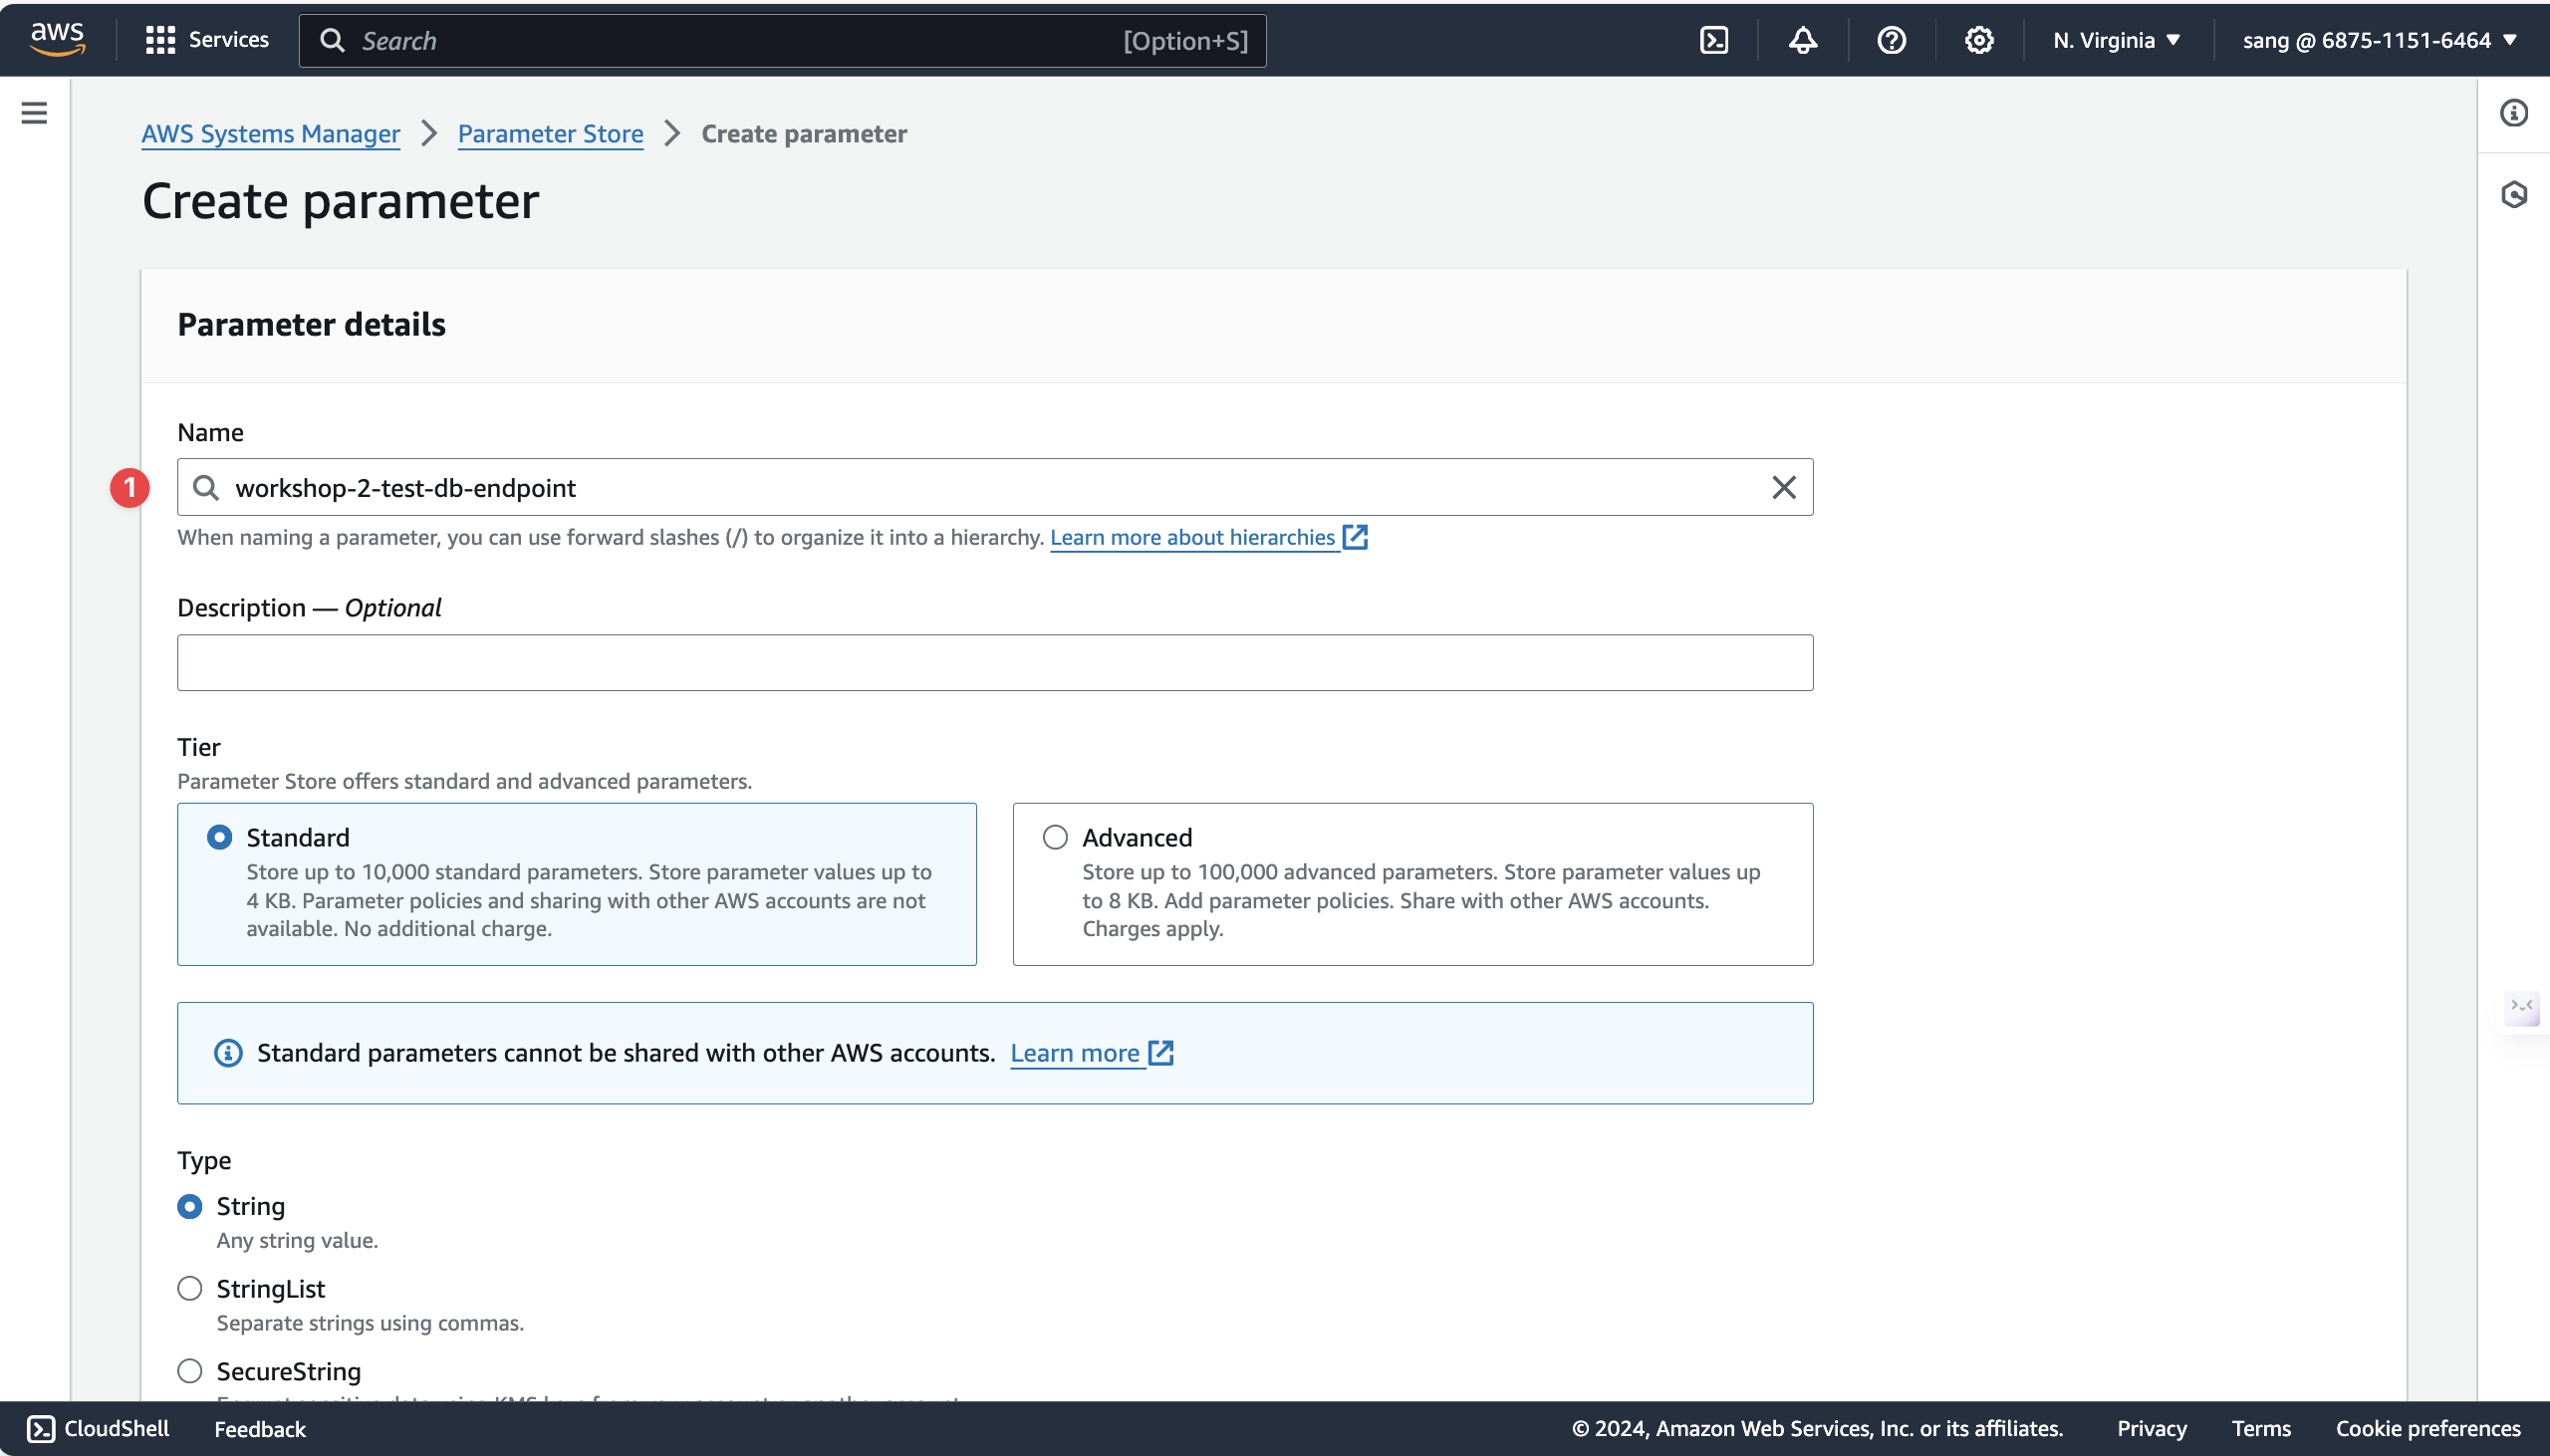 aws
Services
Search
[Option+S]
N. Virginia
sang @ 6875-1151-6464
AWS Systems Manager
Parameter Store
Create parameter
Create parameter
Parameter details
Name
1
workshop-2-test-db-endpoint
When naming a parameter, you can use forward slashes (/) to organize it into a hierarchy. Learn more about hierarchies
Description — Optional
Tier
Parameter Store offers standard and advanced parameters.
Standard
Store up to 10,000 standard parameters. Store parameter values up to
4 KB. Parameter policies and sharing with other AWS accounts are not
available. No additional charge.
Advanced
Store up to 100,000 advanced parameters. Store parameter values up
to 8 KB. Add parameter policies. Share with other AWS accounts.
Charges apply.
Standard parameters cannot be shared with other AWS accounts. Learn more
Type
String
Any string value.
StringList
Separate strings using commas.
SecureString
CloudShell
Feedback
© 2024, Amazon Web Services, Inc. or its affiliates.
Privacy
Terms
Cookie preferences